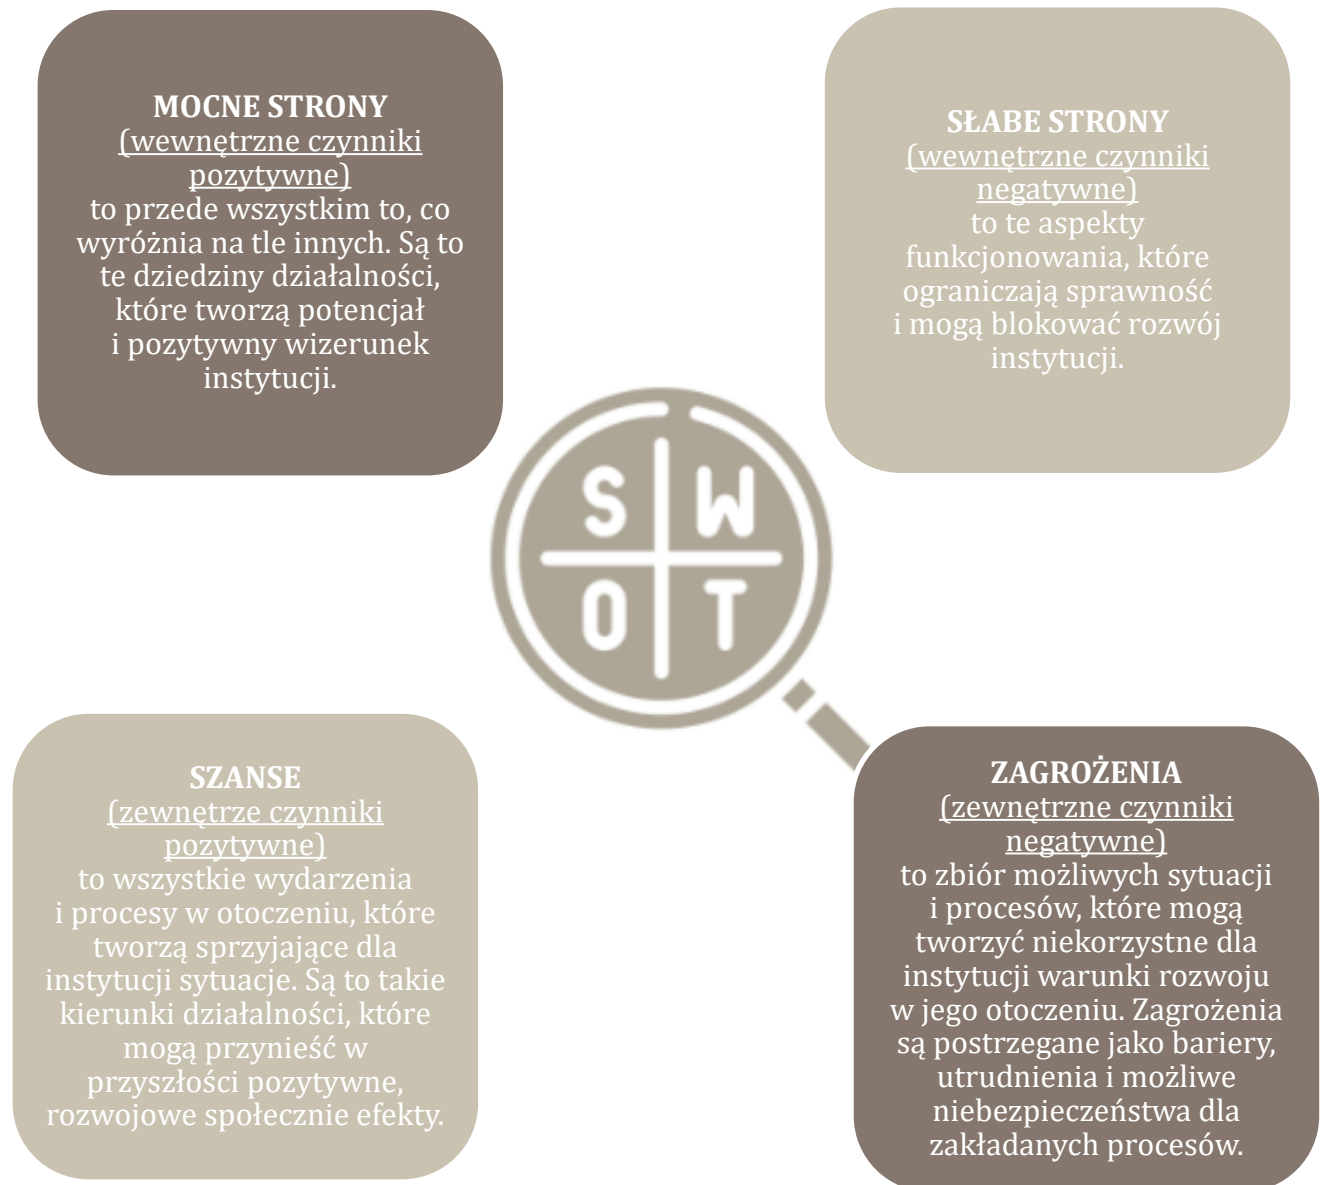 MOCNE STRONY
(wewnętrzne czynniki
pozytywne)
to przede wszystkim to, co
wyróżnia na tle innych. Są to
te dziedziny działalności,
które tworzą potencjał
i pozytywny wizerunek
instytucji.
SŁABE STRONY
(wewnętrzne czynniki
negatywne)
to te aspekty
funkcjonowania, które
ograniczają sprawność
i mogą blokować rozwój
instytucji.
S W
O T
SZANSE
(zewnętrze czynniki
pozytywne)
to wszystkie wydarzenia
i procesy w otoczeniu, które
tworzą sprzyjające dla
instytucji sytuacje. Są to takie
kierunki działalności, które
mogą przynieść w
przyszłości pozytywne,
rozwojowe społecznie efekty.
ZAGROŻENIA
(zewnętrzne czynniki
negatywne)
to zbiór możliwych sytuacji
i procesów, które mogą
tworzyć niekorzystne dla
instytucji warunki rozwoju
w jego otoczeniu. Zagrożenia
są postrzegane jako bariery,
utrudnienia i możliwe
niebezpieczeństwa dla
zakładanych procesów.